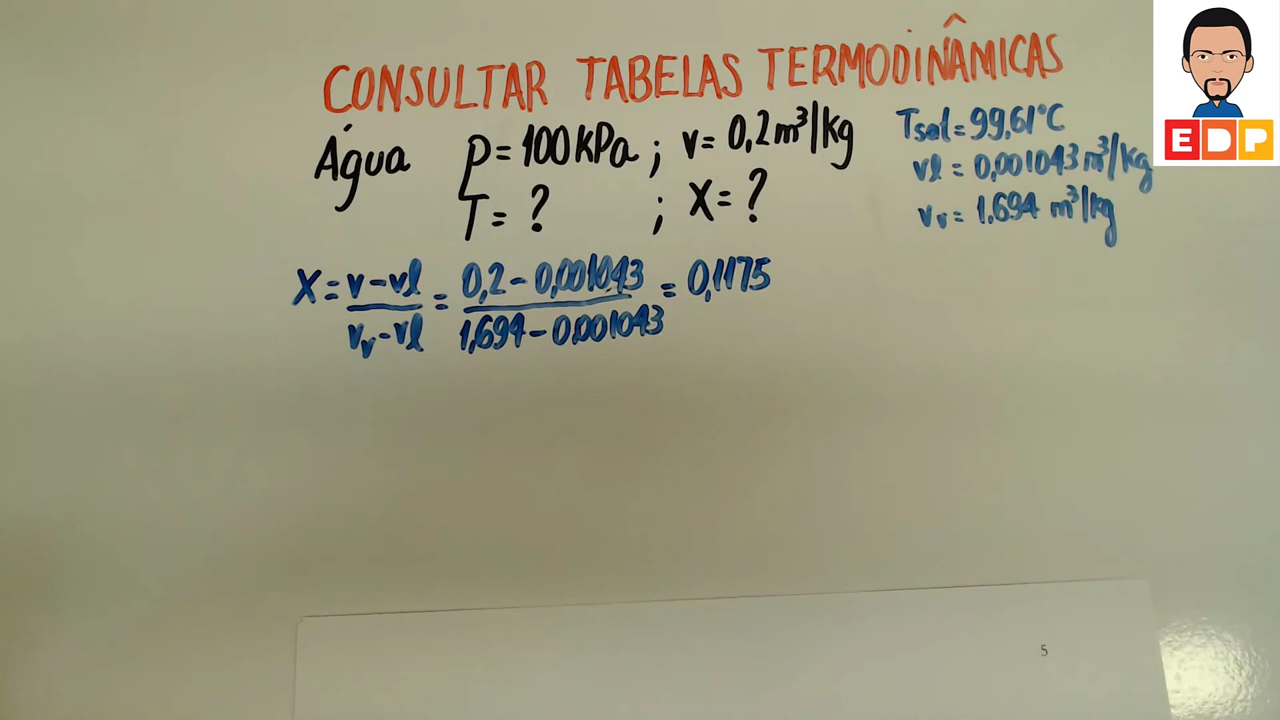 CONSULTAR TABELAS TERMODINÂMICAS
Água p = 100 kPa ; v = 0,2 m³/kg
T = ? ; X = ?
Tsat = 99,61°C
vl = 0,001043 m³/kg
vv = 1,694 m³/kg
X = v - vl / vv - vl = 0,2 - 0,001043 / 1,694 - 0,001043 = 0,1175
EDP
5